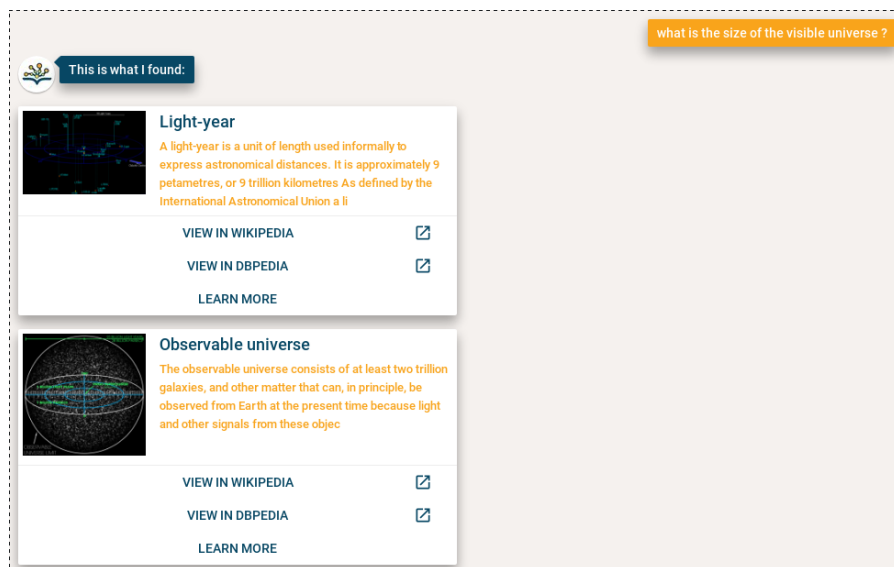 what is the size of the visible universe ?
This is what I found:
Light-year
A light-year is a unit of length used informally to
express astronomical distances. It is approximately 9
petametres, or 9 trillion kilometres As defined by the
International Astronomical Union a li
VIEW IN WIKIPEDIA
VIEW IN DBPEDIA
LEARN MORE
Observable universe
The observable universe consists of at least two trillion
galaxies, and other matter that can, in principle, be
observed from Earth at the present time because light
and other signals from these objec
VIEW IN WIKIPEDIA
VIEW IN DBPEDIA
LEARN MORE